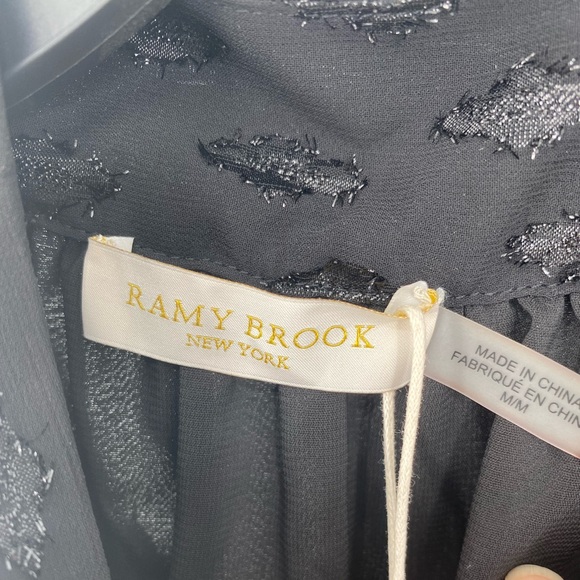 RAMY BROOK
NEW YORK
MADE IN CHINA
FABRIQUÉ EN CHIN
M/M